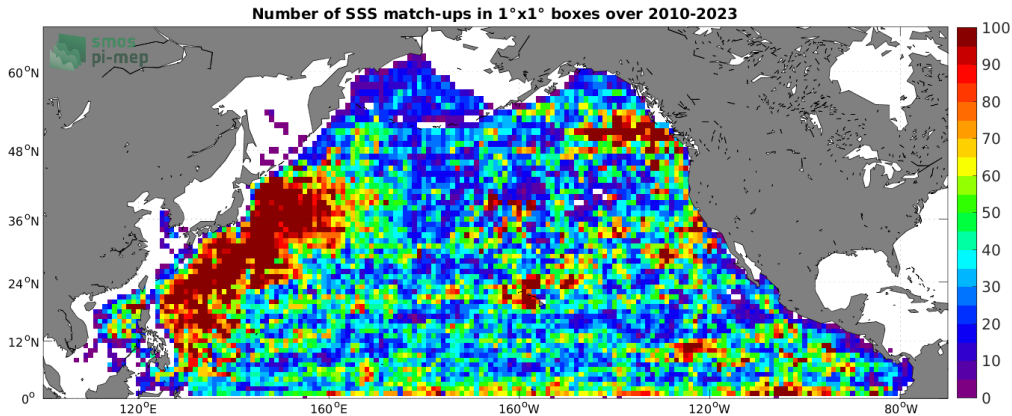 Number of SSS match-ups in 1°x1° boxes over 2010-2023
smos
pi-mep
60°N
48°N
36°N
24°N
12°N
0°
120°E
160°E
160°W
120°W
80°W
100
90
80
70
60
50
40
30
20
10
0